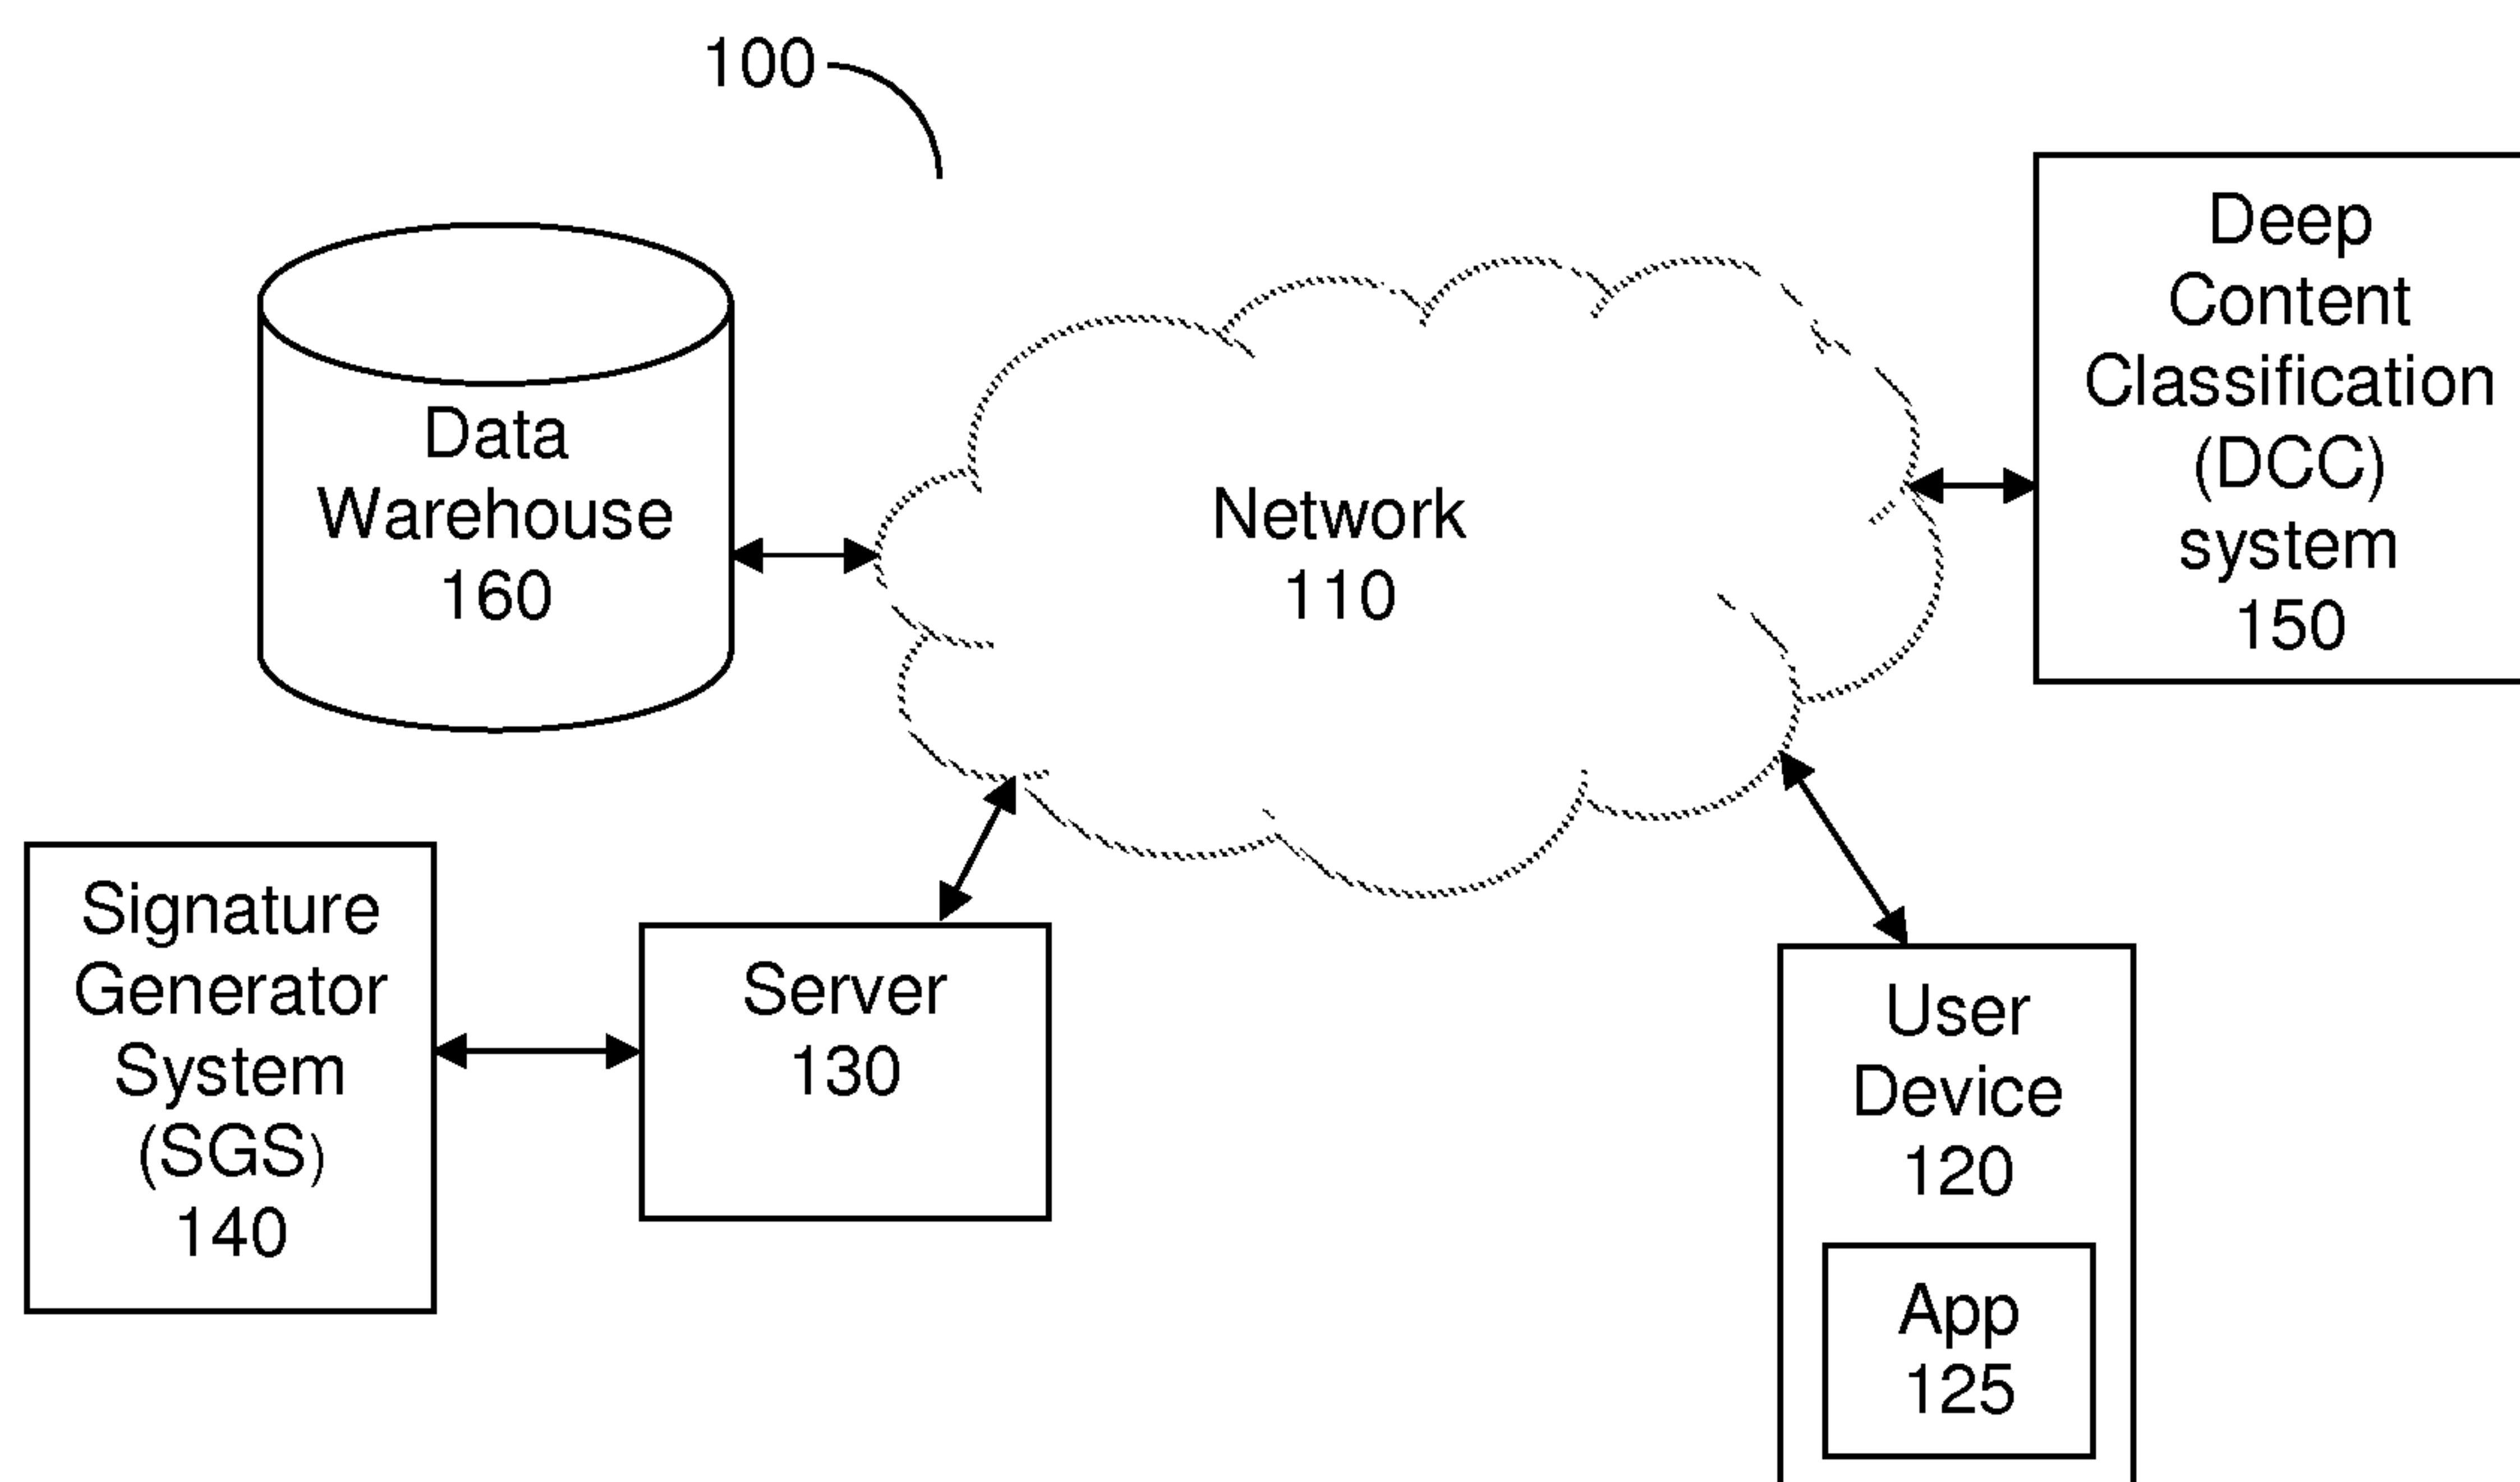 100
Data
Warehouse
160
Network
110
Deep
Content
Classification
(DCC)
system
150
Signature
Generator
System
(SGS)
140
Server
130
User
Device
120
App
125